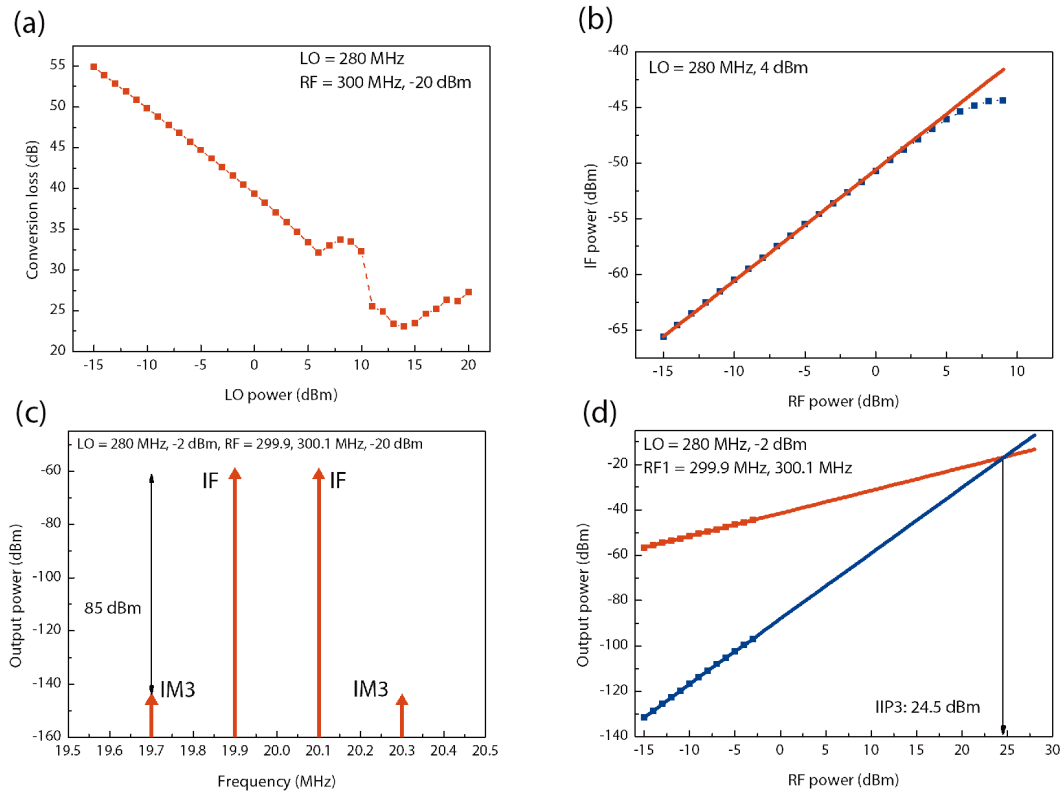 (a)
LO = 280 MHz
RF = 300 MHz, -20 dBm
55
50
45
40
35
30
25
20
Conversion loss (dB)
-15 -10 -5 0 5 10 15 20
LO power (dBm)
(b)
LO = 280 MHz, 4 dBm
-40
-45
-50
-55
-60
-65
IF power (dBm)
-15 -10 -5 0 5 10
RF power (dBm)
(c)
LO = 280 MHz, -2 dBm, RF = 299.9, 300.1 MHz, -20 dBm
-60
-80
-100
-120
-140
-160
Output power (dBm)
IF IF
85 dBm
IM3 IM3
19.5 19.6 19.7 19.8 19.9 20.0 20.1 20.2 20.3 20.4 20.5
Frequency (MHz)
(d)
LO = 280 MHz, -2 dBm
RF1 = 299.9 MHz, 300.1 MHz
-20
-40
-60
-80
-100
-120
-140
Output power (dBm)
IIP3: 24.5 dBm
-15 -10 -5 0 5 10 15 20 25 30
RF power (dBm)